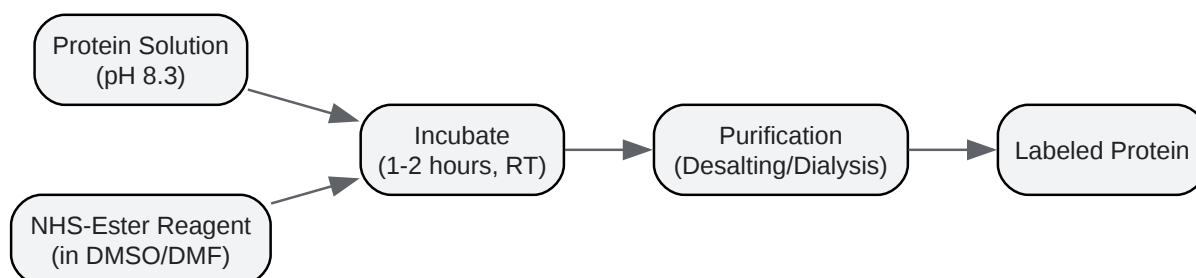 Protein Solution
(pH 8.3)
NHS-Ester Reagent
(in DMSO/DMF)
Incubate
(1-2 hours, RT)
Purification
(Desalting/Dialysis)
Labeled Protein